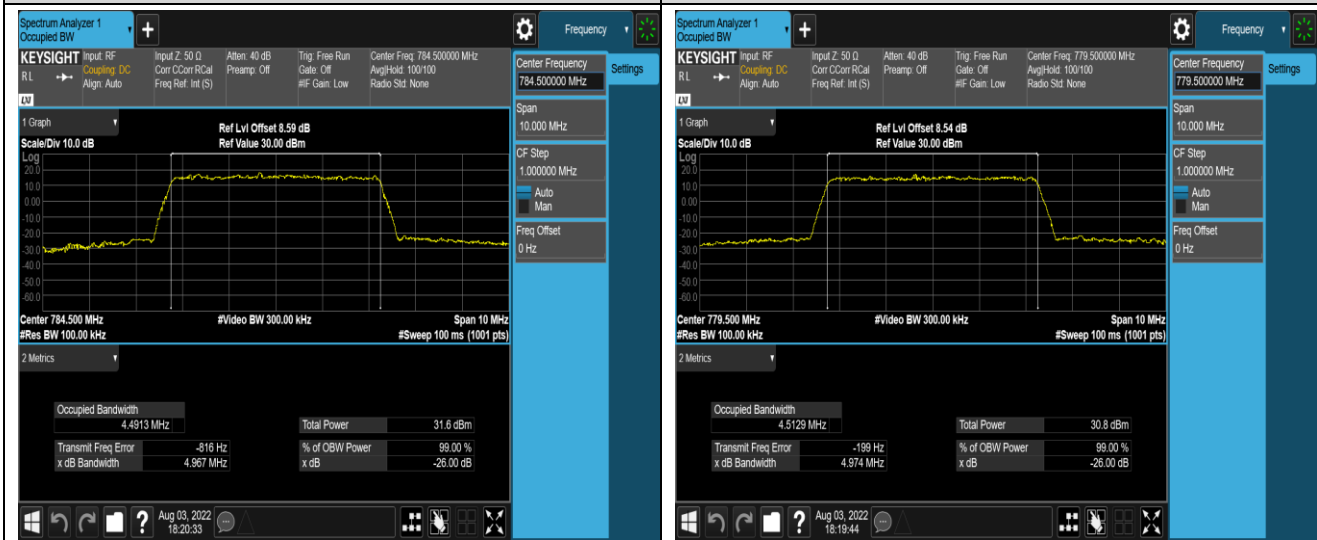 Spectrum Analyzer 1
Occupied BW
+
Frequency
KEYSIGHT Input: RF Input Z: 50 Ω Atten: 40 dB Trig: Free Run Center Freq: 784.500000 MHz
RL Coupling: DC Corr CCorr RCal Preamp: Off Gate: Off Avg|Hold: 100/100
Align: Auto Freq Ref: Int (S) #IF Gain: Low Radio Std: None
LXI
Center Frequency
784.500000 MHz
Settings
Span
10.000 MHz
CF Step
1.000000 MHz
Auto
Man
Freq Offset
0 Hz
1 Graph
Ref Lvl Offset 8.59 dB
Scale/Div 10.0 dB Ref Value 30.00 dBm
Log
20.0
10.0
0.00
-10.0
-20.0
-30.0
-40.0
-50.0
-60.0
Center 784.500 MHz #Video BW 300.00 kHz Span 10 MHz
#Res BW 100.00 kHz #Sweep 100 ms (1001 pts)
2 Metrics
Occupied Bandwidth
4.4913 MHz Total Power 31.6 dBm
Transmit Freq Error -816 Hz % of OBW Power 99.00 %
x dB Bandwidth 4.967 MHz x dB -26.00 dB
? Aug 03, 2022
18:20:33
Spectrum Analyzer 1
Occupied BW
+
Frequency
KEYSIGHT Input: RF Input Z: 50 Ω Atten: 40 dB Trig: Free Run Center Freq: 779.500000 MHz
RL Coupling: DC Corr CCorr RCal Preamp: Off Gate: Off Avg|Hold: 100/100
Align: Auto Freq Ref: Int (S) #IF Gain: Low Radio Std: None
LXI
Center Frequency
779.500000 MHz
Settings
Span
10.000 MHz
CF Step
1.000000 MHz
Auto
Man
Freq Offset
0 Hz
1 Graph
Ref Lvl Offset 8.54 dB
Scale/Div 10.0 dB Ref Value 30.00 dBm
Log
20.0
10.0
0.00
-10.0
-20.0
-30.0
-40.0
-50.0
-60.0
Center 779.500 MHz #Video BW 300.00 kHz Span 10 MHz
#Res BW 100.00 kHz #Sweep 100 ms (1001 pts)
2 Metrics
Occupied Bandwidth
4.5129 MHz Total Power 30.8 dBm
Transmit Freq Error -199 Hz % of OBW Power 99.00 %
x dB Bandwidth 4.974 MHz x dB -26.00 dB
? Aug 03, 2022
18:19:44